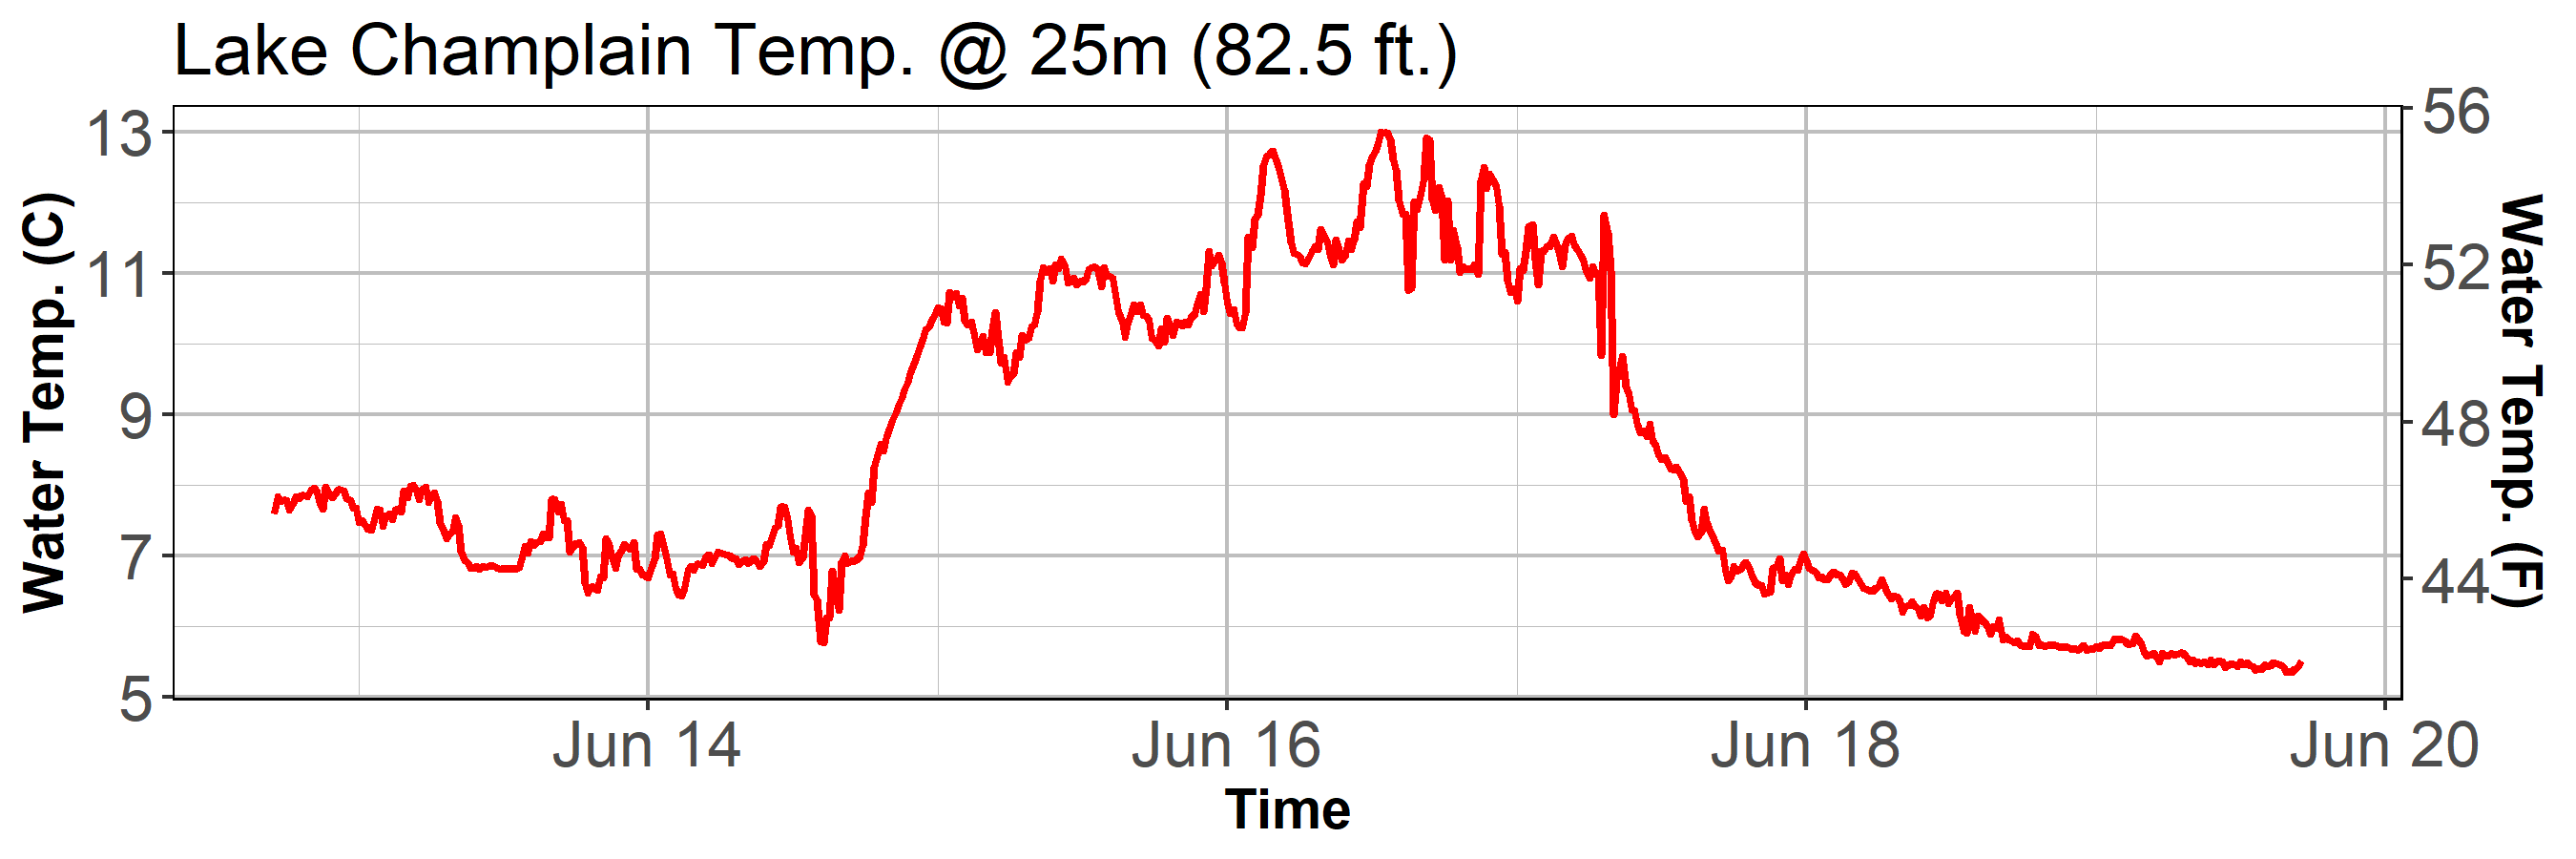 Lake Champlain Temp. @ 25m (82.5 ft.)
Water Temp. (C)
13
11
9
7
5
56
52
48
44
Water Temp. (F)
Jun 14 Jun 16 Jun 18 Jun 20
Time